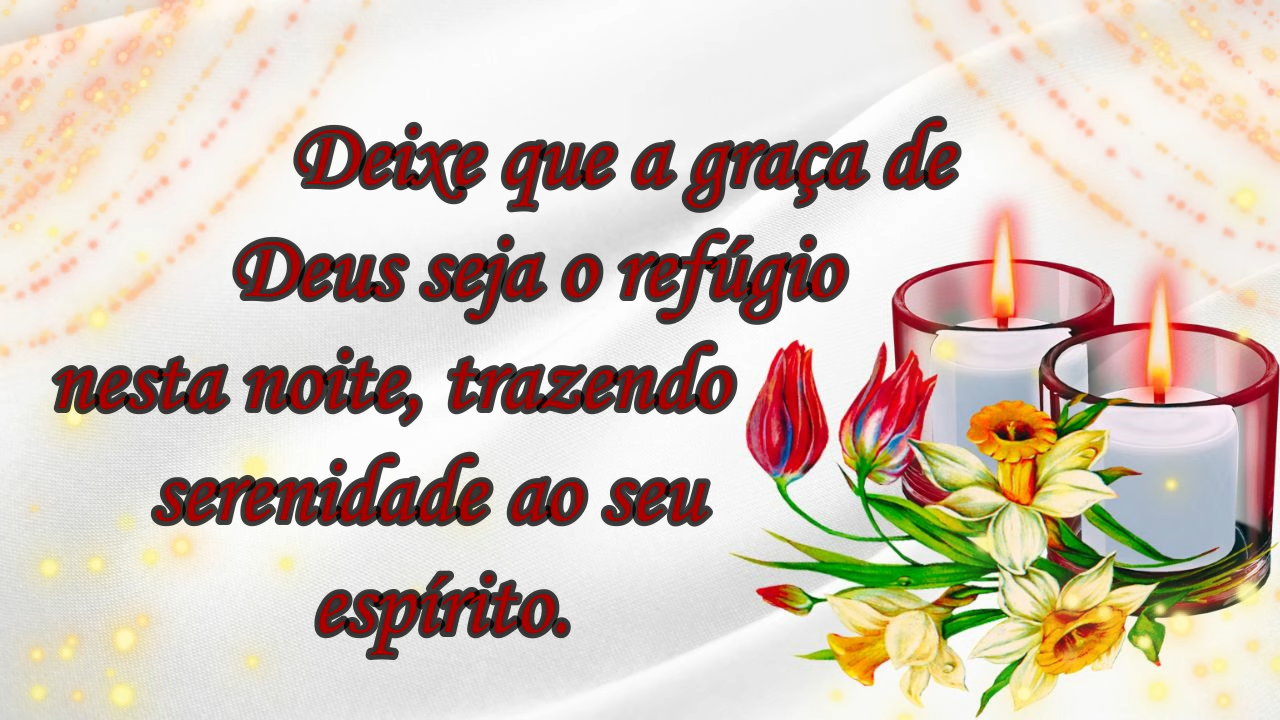 Deixe que a graça de
Deus seja o refúgio
nesta noite, trazendo
serenidade ao seu
espírito.